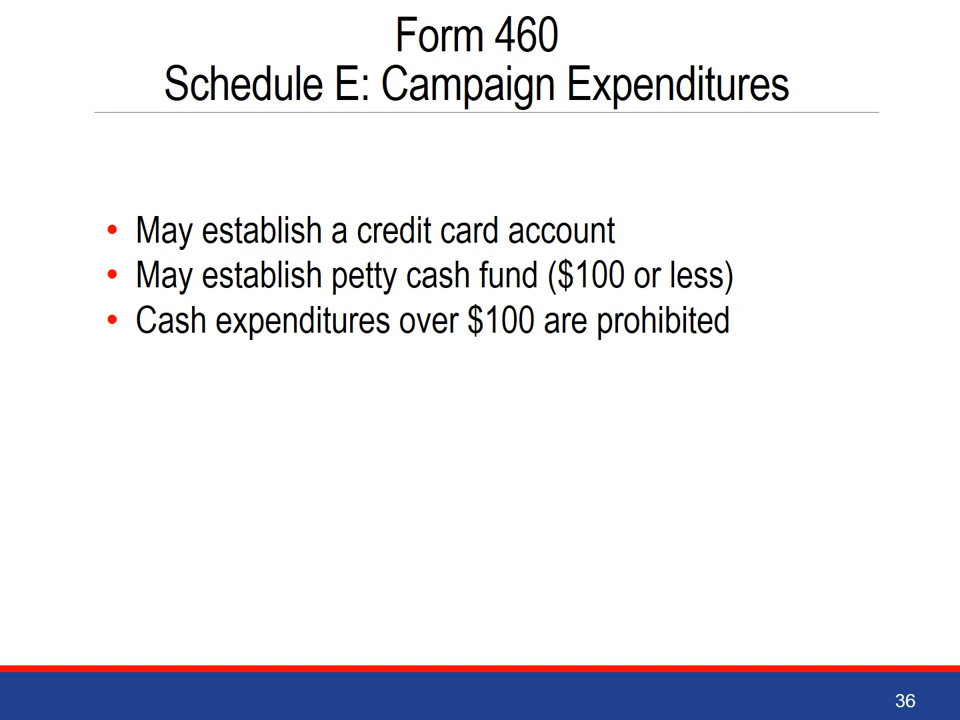 Form 460
Schedule E: Campaign Expenditures
• May establish a credit card account
• May establish petty cash fund ($100 or less)
• Cash expenditures over $100 are prohibited
36